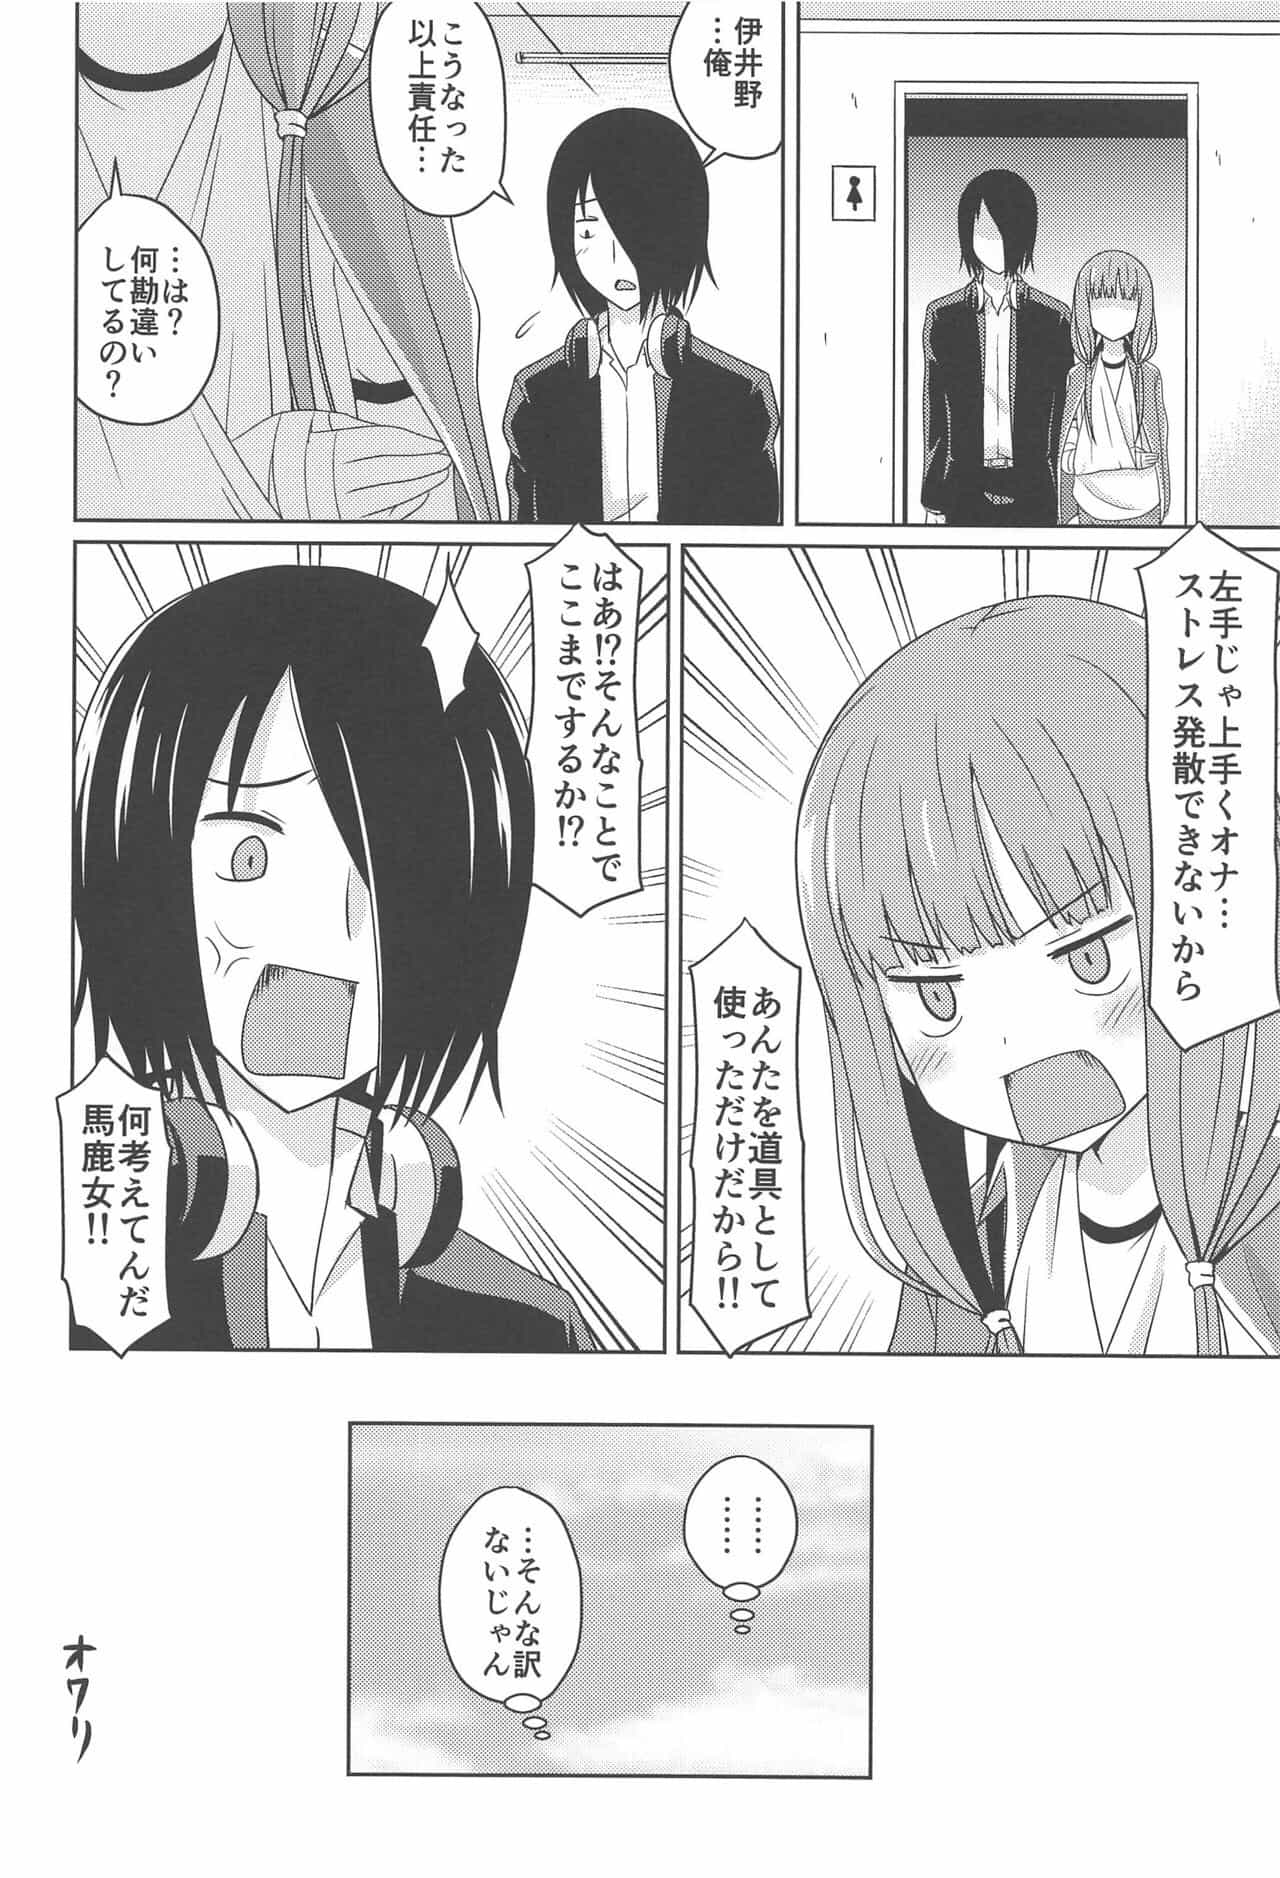 伊井野
…俺
こうなった
以上責任…
…は？
何勘違い
してるの？
左手じゃ上手くオナ…
ストレス発散できないから
あんたを道具として
使っただけだから!!
はあ!?そんなことで
ここまでするか!?
何考えてんだ
馬鹿女!!
………
………
…そんな訳
ないじゃん
オワリ